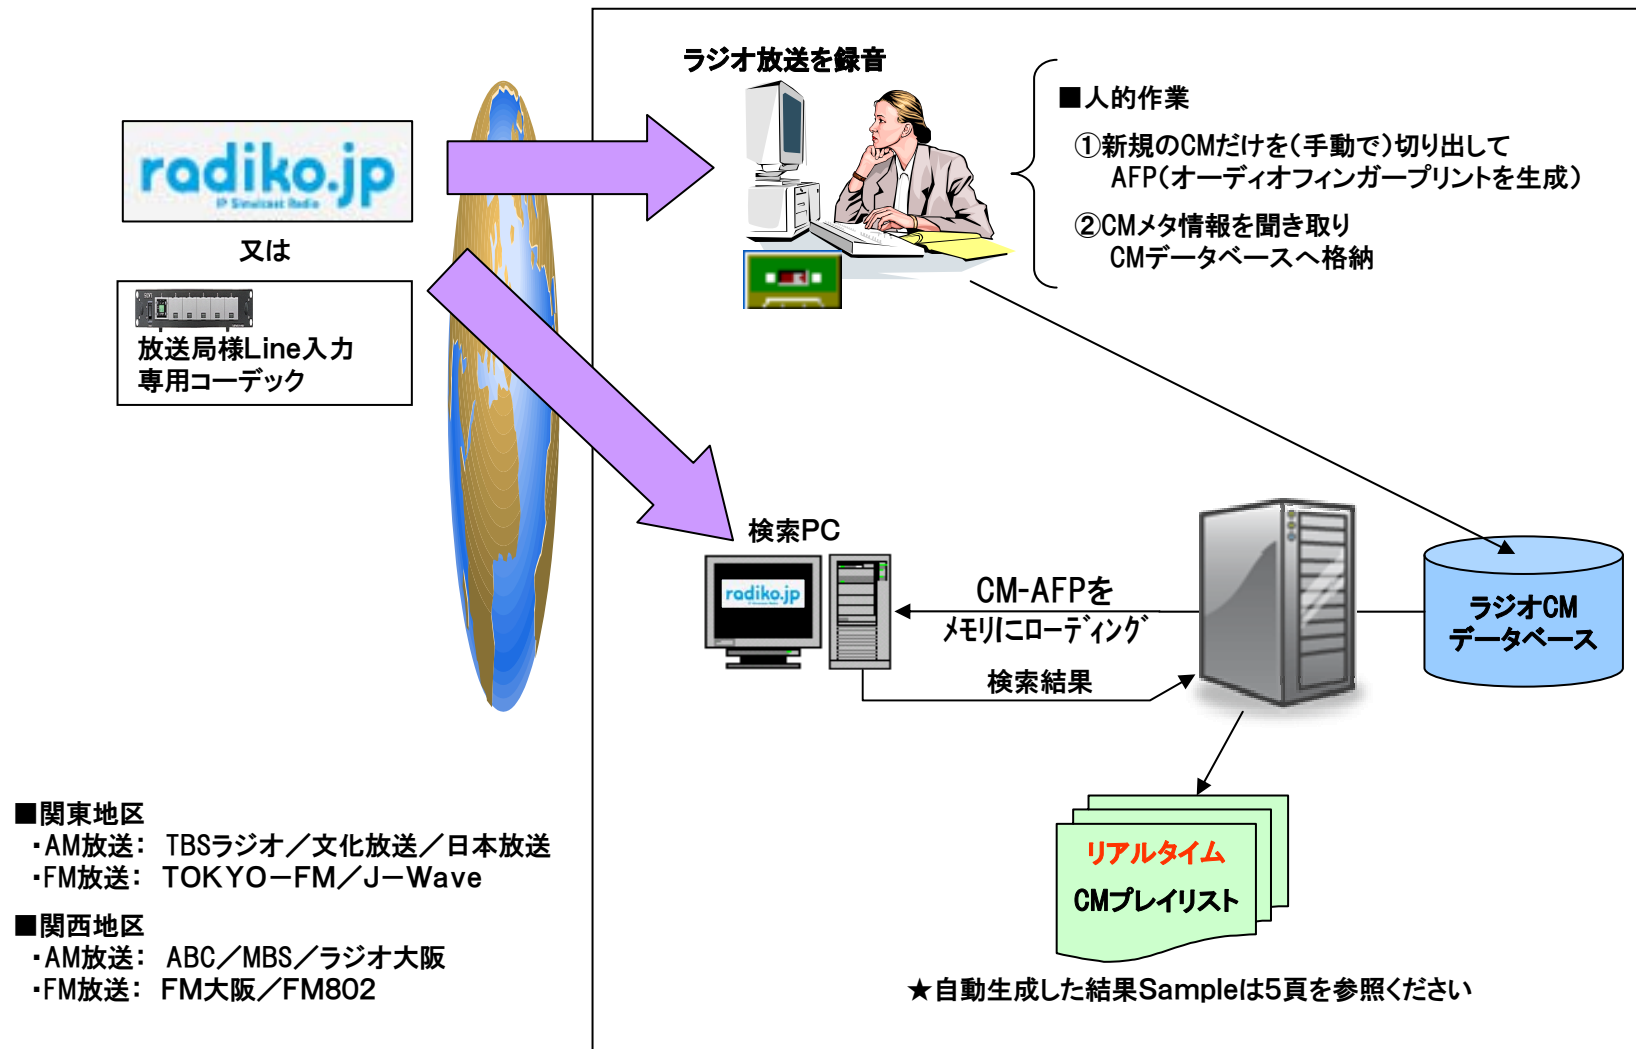 ラジオ放送を録音
■人的作業
①新規のCMだけを(手動で)切り出して
AFP(オーディオフィンガープリントを生成)
②CMメタ情報を聞き取り
CMデータベースへ格納
radiko.jp
IP Simulcast Radio
又は
放送局様Line入力
専用コーデック
検索PC
radiko.jp
CM-AFPを
メモリにローディング
検索結果
ラジオCM
データベース
リアルタイム
CMプレイリスト
★自動生成した結果Sampleは5頁を参照ください
■関東地区
・AM放送: TBSラジオ/文化放送/日本放送
・FM放送: TOKYO-FM/J-Wave
■関西地区
・AM放送: ABC/MBS/ラジオ大阪
・FM放送: FM大阪/FM802